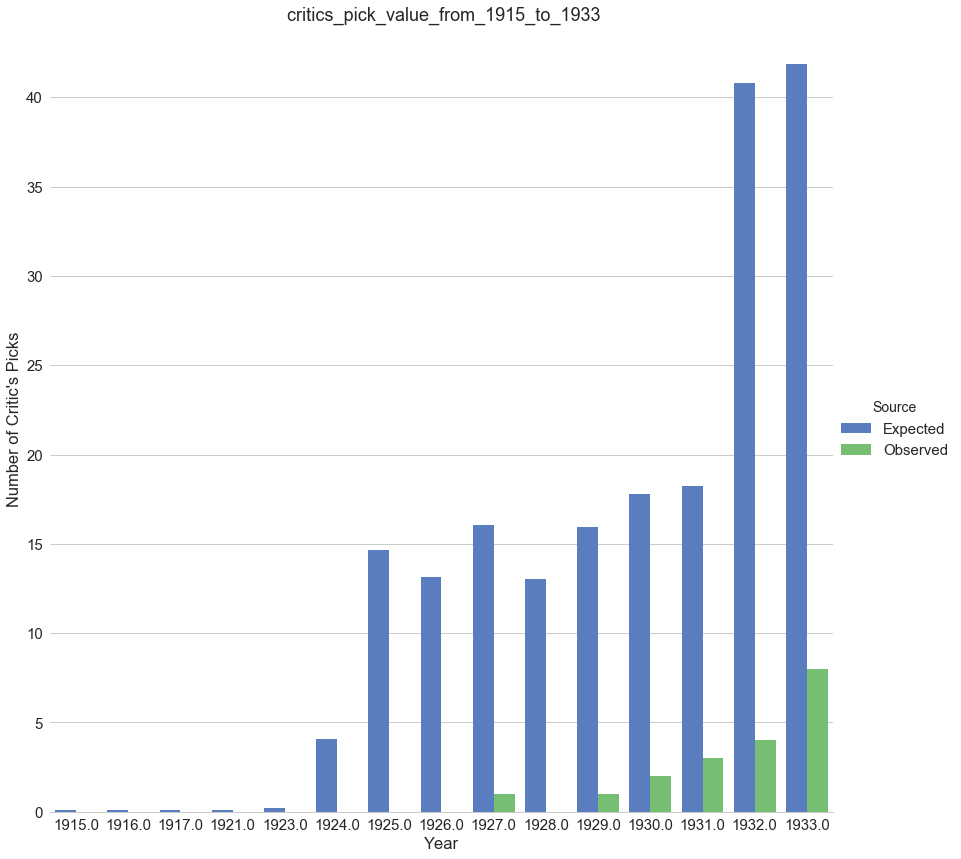 critics_pick_value_from_1915_to_1933
40
35
30
25
20
15
10
5
0
Number of Critic's Picks
1915.0 1916.0 1917.0 1921.0 1923.0 1924.0 1925.0 1926.0 1927.0 1928.0 1929.0 1930.0 1931.0 1932.0 1933.0
Year
Source
Expected
Observed